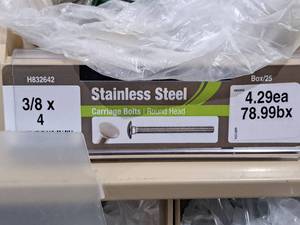 H832642
Box/25
3/8 x
4
Stainless Steel
Carriage Bolts | Round Head
4.29ea
78.99bx